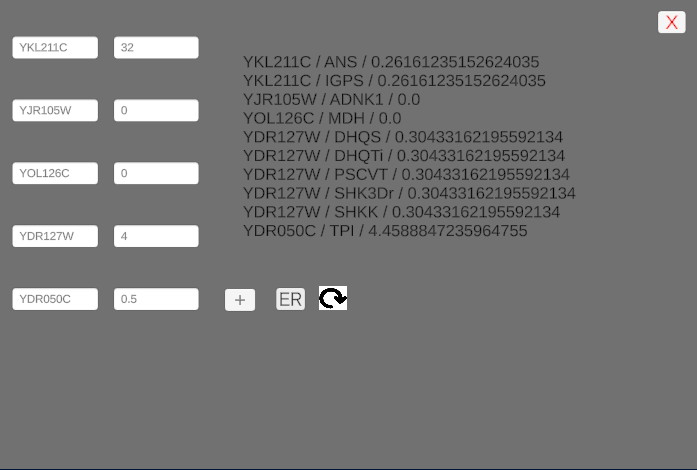 X
YKL211C 32
YJR105W 0
YOL126C 0
YDR127W 4
YDR050C 0.5
YKL211C / ANS / 0.26161235152624035
YKL211C / IGPS / 0.26161235152624035
YJR105W / ADNK1 / 0.0
YOL126C / MDH / 0.0
YDR127W / DHQS / 0.30433162195592134
YDR127W / DHQTi / 0.30433162195592134
YDR127W / PSCVT / 0.30433162195592134
YDR127W / SHK3Dr / 0.30433162195592134
YDR127W / SHKK / 0.30433162195592134
YDR050C / TPI / 4.4588847235964755
+ ER